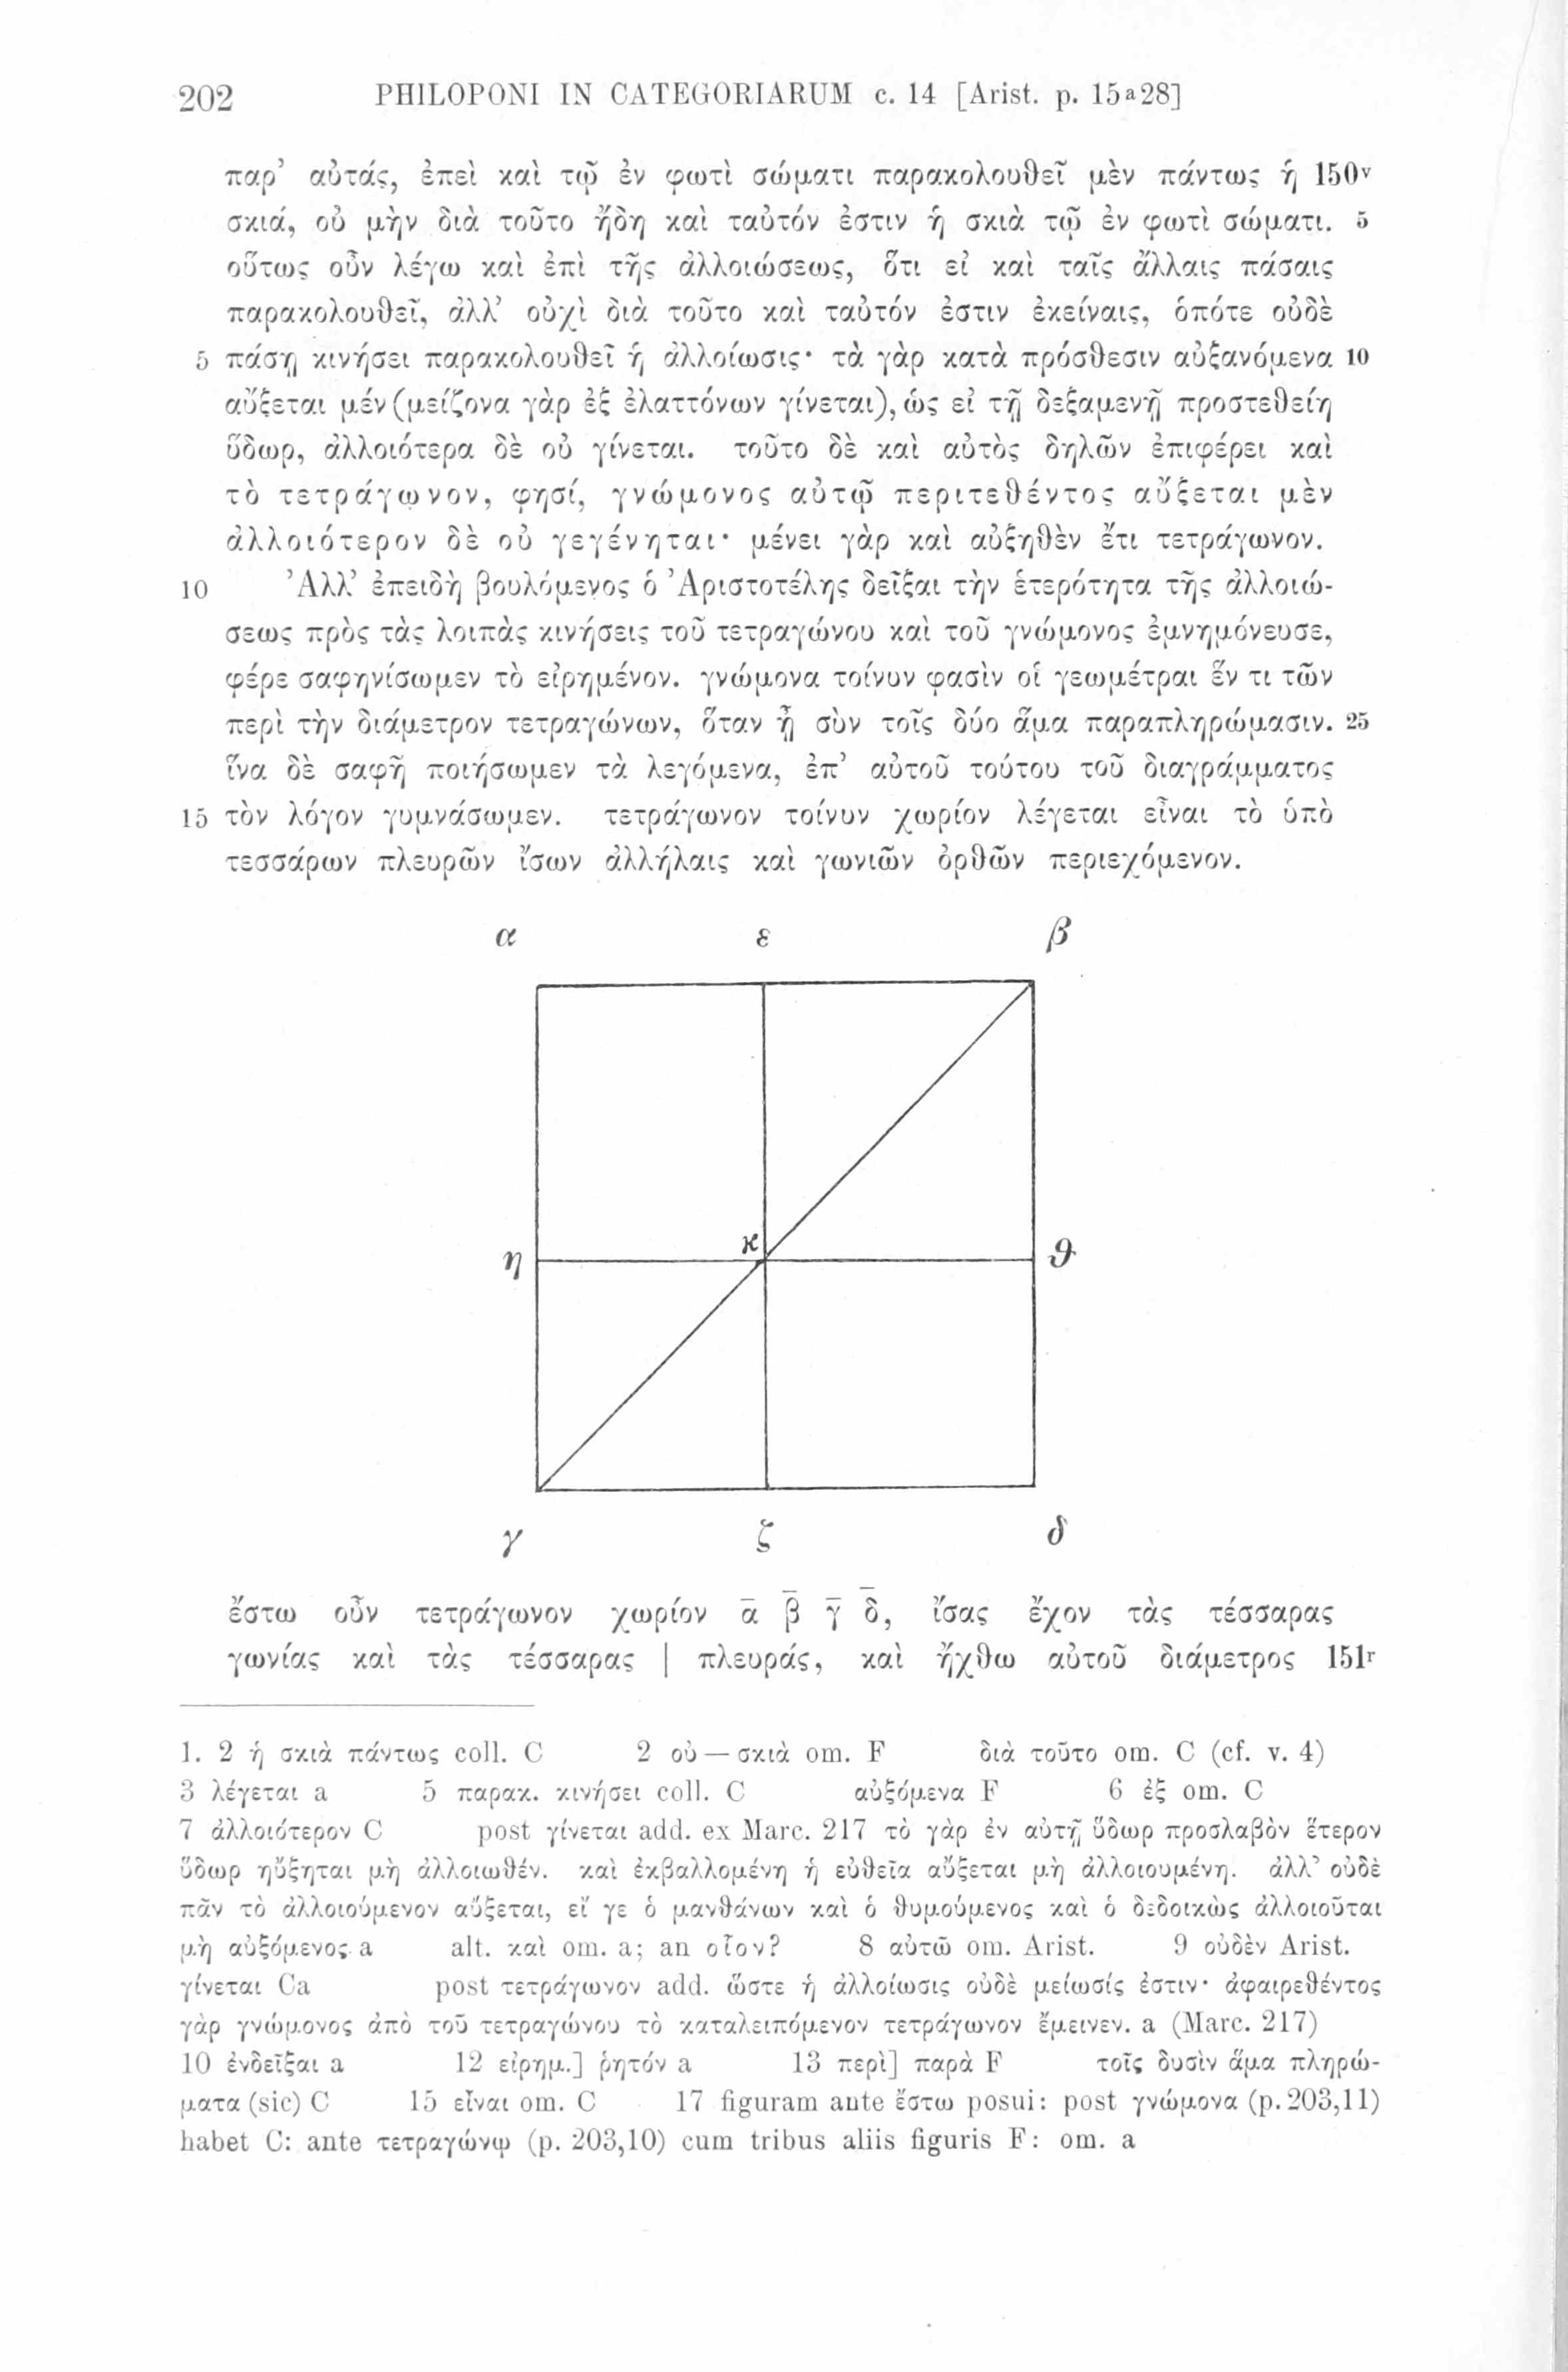 202 PHILOPONI IN CATEGORIARUM c. 14 [Arist. p. 15a28]
παρ’ αὐτάς, ἐπεὶ καὶ τῷ ἐν φωτὶ σώματι παρακολουθεῖ μὲν πάντως ἡ 150v
σκιά, οὐ μὴν διὰ τοῦτο ἤδη καὶ ταὐτόν ἐστιν ἡ σκιὰ τῷ ἐν φωτὶ σώματι. 5
οὕτως οὖν λέγω καὶ ἐπὶ τῆς ἀλλοιώσεως, ὅτι εἰ καὶ ταῖς ἄλλαις πάσαις
παρακολουθεῖ, ἀλλ’ οὐχὶ διὰ τοῦτο καὶ ταὐτόν ἐστιν ἐκείναις, ὁπότε οὐδὲ
5 πάσῃ κινήσει παρακολουθεῖ ἡ ἀλλοίωσις· τὰ γὰρ κατὰ πρόσθεσιν αὐξανόμενα 10
αὔξεται μέν (μείζονα γὰρ ἐξ ἐλαττόνων γίνεται), ὡς εἰ τῇ δεξαμενῇ προστεθείη
ὕδωρ, ἀλλοιότερα δὲ οὐ γίνεται. τοῦτο δὲ καὶ αὐτὸς δηλῶν ἐπιφέρει καὶ
τὸ τετράγωνον, φησί, γνώμονος αὐτῷ περιτεθέντος αὔξεται μὲν
ἀλλοιότερον δὲ οὐ γεγένηται· μένει γὰρ καὶ αὐξηθὲν ἔτι τετράγωνον.
10 Ἀλλ’ ἐπειδὴ βουλόμενος ὁ Ἀριστοτέλης δεῖξαι τὴν ἑτερότητα τῆς ἀλλοιώ-
σεως πρὸς τὰς λοιπὰς κινήσεις τοῦ τετραγώνου καὶ τοῦ γνώμονος ἐμνημόνευσε,
φέρε σαφηνίσωμεν τὸ εἰρημένον. γνώμονα τοίνυν φασὶν οἱ γεωμέτραι ἕν τι τῶν
περὶ τὴν διάμετρον τετραγώνων, ὅταν ᾖ σὺν τοῖς δύο ἅμα παραπληρώμασιν. 25
ἵνα δὲ σαφῆ ποιήσωμεν τὰ λεγόμενα, ἐπ’ αὐτοῦ τούτου τοῦ διαγράμματος
15 τὸν λόγον γυμνάσωμεν. τετράγωνον τοίνυν χωρίον λέγεται εἶναι τὸ ὑπὸ
τεσσάρων πλευρῶν ἴσων ἀλλήλαις καὶ γωνιῶν ὀρθῶν περιεχόμενον.
α ε β
η κ θ
γ ζ δ
ἔστω οὖν τετράγωνον χωρίον α̅ β̅ γ̅ δ̅, ἴσας ἔχον τὰς τέσσαρας
γωνίας καὶ τὰς τέσσαρας | πλευράς, καὶ ἤχθω αὐτοῦ διάμετρος 151r
1. 2 ἡ σκιὰ πάντως coll. C 2 οὐ — σκιὰ om. F διὰ τοῦτο om. C (cf. v. 4)
3 λέγεται a 5 παρακ. κινήσει coll. C αὐξόμενα F 6 ἐξ om. C
7 ἀλλοιότερον C post γίνεται add. ex Marc. 217 τὸ γὰρ ἐν αὐτῇ ὕδωρ προσλαβὸν ἕτερον
ὕδωρ ηὔξηται μὴ ἀλλοιωθέν. καὶ ἐκβαλλομένη ἡ εὐθεῖα αὔξεται μὴ ἀλλοιουμένη. ἀλλ’ οὐδὲ
πᾶν τὸ ἀλλοιούμενον αὔξεται, εἴ γε ὁ μανθάνων καὶ ὁ θυμούμενος καὶ ὁ δεδοικὼς ἀλλοιοῦται
μὴ αὐξόμενος a alt. καὶ om. a; an οἷον? 8 αὐτῶ om. Arist. 9 οὐδὲν Arist.
γίνεται Ca post τετράγωνον add. ὥστε ἡ ἀλλοίωσις οὐδὲ μείωσίς ἐστιν· ἀφαιρεθέντος
γὰρ γνώμονος ἀπὸ τοῦ τετραγώνου τὸ καταλειπόμενον τετράγωνον ἔμεινεν. a (Marc. 217)
10 ἐνδεῖξαι a 12 εἰρημ.] ῥητόν a 13 περὶ] παρὰ F τοῖς δυσὶν ἅμα πληρώ-
ματα (sic) C 15 εἶναι om. C 17 figuram ante ἔστω posui: post γνώμονα (p. 203,11)
habet C: ante τετραγώνῳ (p. 203,10) cum tribus aliis figuris F: om. a